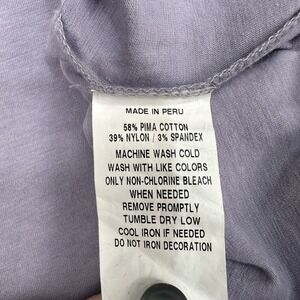 MADE IN PERU
58% PIMA COTTON
39% NYLON / 3% SPANDEX
MACHINE WASH COLD
WASH WITH LIKE COLORS
ONLY NON-CHLORINE BLEACH
WHEN NEEDED
REMOVE PROMPTLY
TUMBLE DRY LOW
COOL IRON IF NEEDED
DO NOT IRON DECORATION